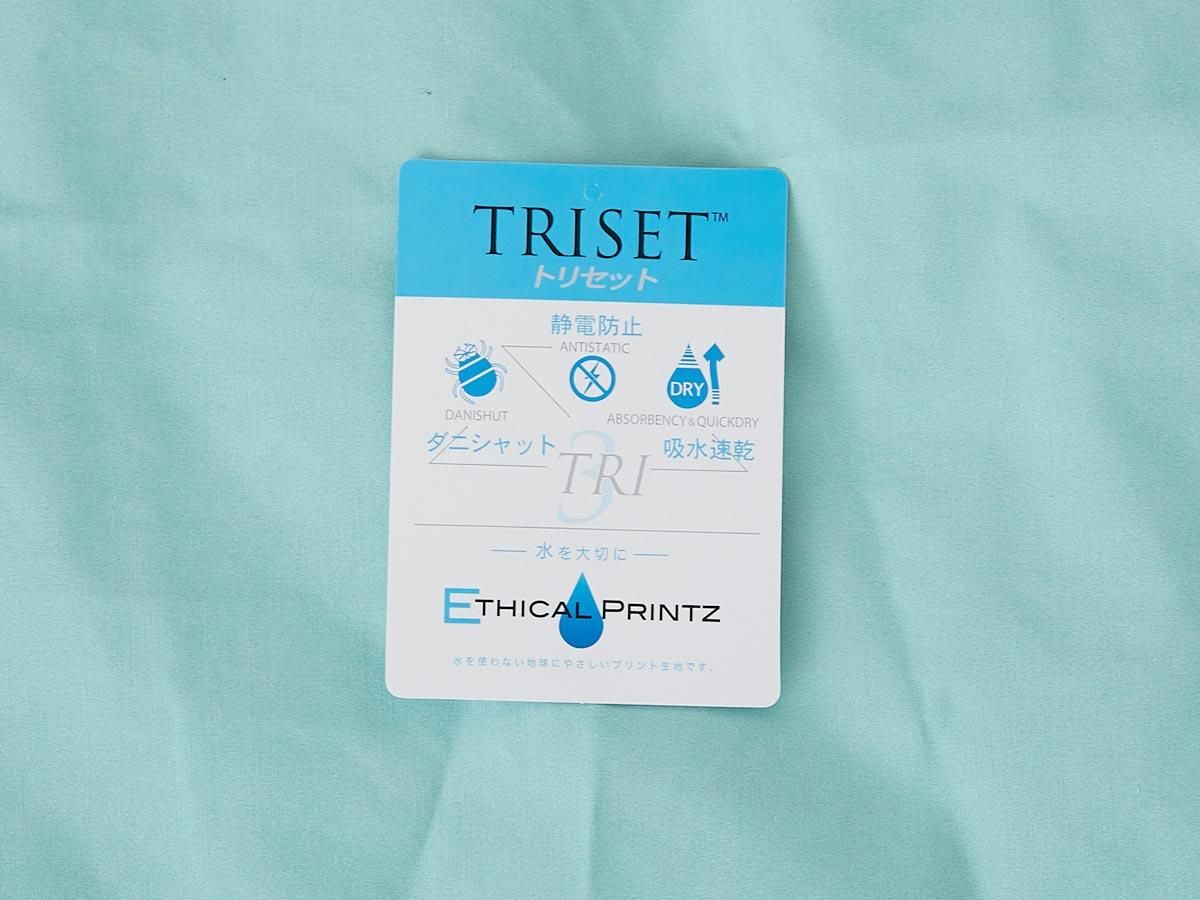 TRISET™
トリセット
静電防止
ANTISTATIC
DRY
DANISHUT
ABSORBENCY & QUICKDRY
ダニシャット
吸水速乾
3
TRI
水を大切に
ETHICAL PRINTZ
水を使わない地球にやさしいプリント生地です。